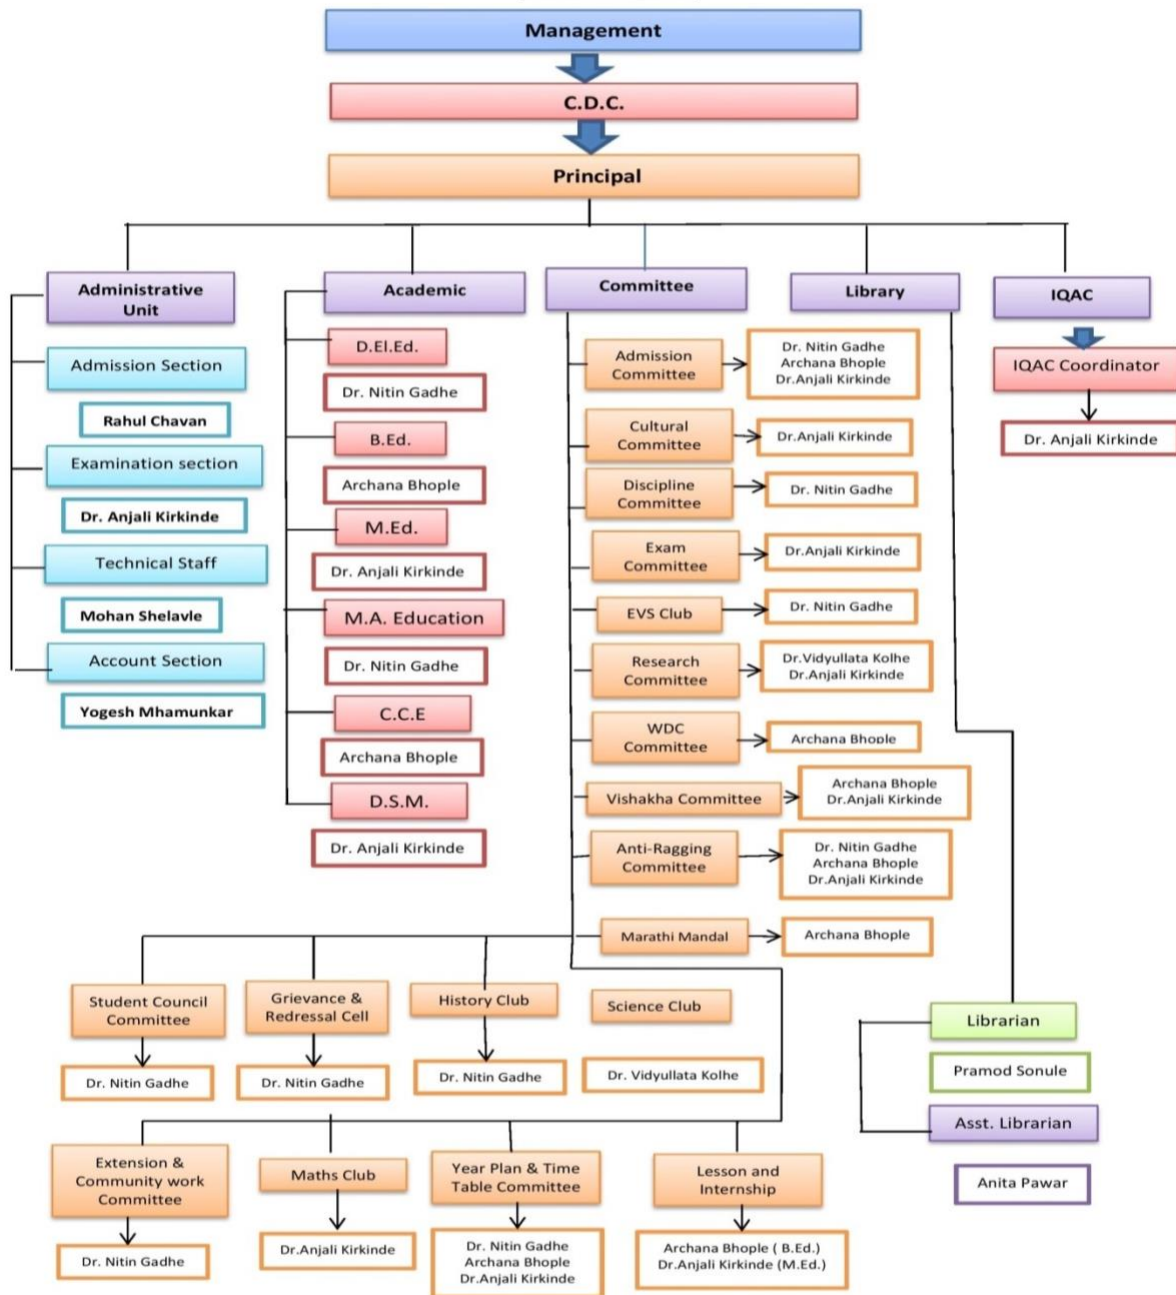 Management
C.D.C.
Principal
Administrative
Unit
Admission Section
Rahul Chavan
Examination section
Dr. Anjali Kirkinde
Technical Staff
Mohan Shelavle
Account Section
Yogesh Mhamunkar
Academic
D.El.Ed.
Dr. Nitin Gadhe
B.Ed.
Archana Bhople
M.Ed.
Dr. Anjali Kirkinde
M.A. Education
Dr. Nitin Gadhe
C.C.E
Archana Bhople
D.S.M.
Dr. Anjali Kirkinde
Committee
Admission
Committee
Dr. Nitin Gadhe
Archana Bhople
Dr.Anjali Kirkinde
Cultural
Committee
Dr.Anjali Kirkinde
Discipline
Committee
Dr. Nitin Gadhe
Exam
Committee
Dr.Anjali Kirkinde
EVS Club
Dr. Nitin Gadhe
Research
Committee
Dr.Vidyullata Kolhe
Dr.Anjali Kirkinde
WDC
Committee
Archana Bhople
Vishakha Committee
Archana Bhople
Dr.Anjali Kirkinde
Anti-Ragging
Committee
Dr. Nitin Gadhe
Archana Bhople
Dr.Anjali Kirkinde
Marathi Mandal
Archana Bhople
Student Council
Committee
Dr. Nitin Gadhe
Grievance &
Redressal Cell
Dr. Nitin Gadhe
History Club
Dr. Nitin Gadhe
Science Club
Dr. Vidyullata Kolhe
Extension &
Community work
Committee
Dr. Nitin Gadhe
Maths Club
Dr.Anjali Kirkinde
Year Plan & Time
Table Committee
Dr. Nitin Gadhe
Archana Bhople
Dr.Anjali Kirkinde
Lesson and
Internship
Archana Bhople ( B.Ed.)
Dr.Anjali Kirkinde (M.Ed.)
Library
Librarian
Pramod Sonule
Asst. Librarian
Anita Pawar
IQAC
IQAC Coordinator
Dr. Anjali Kirkinde